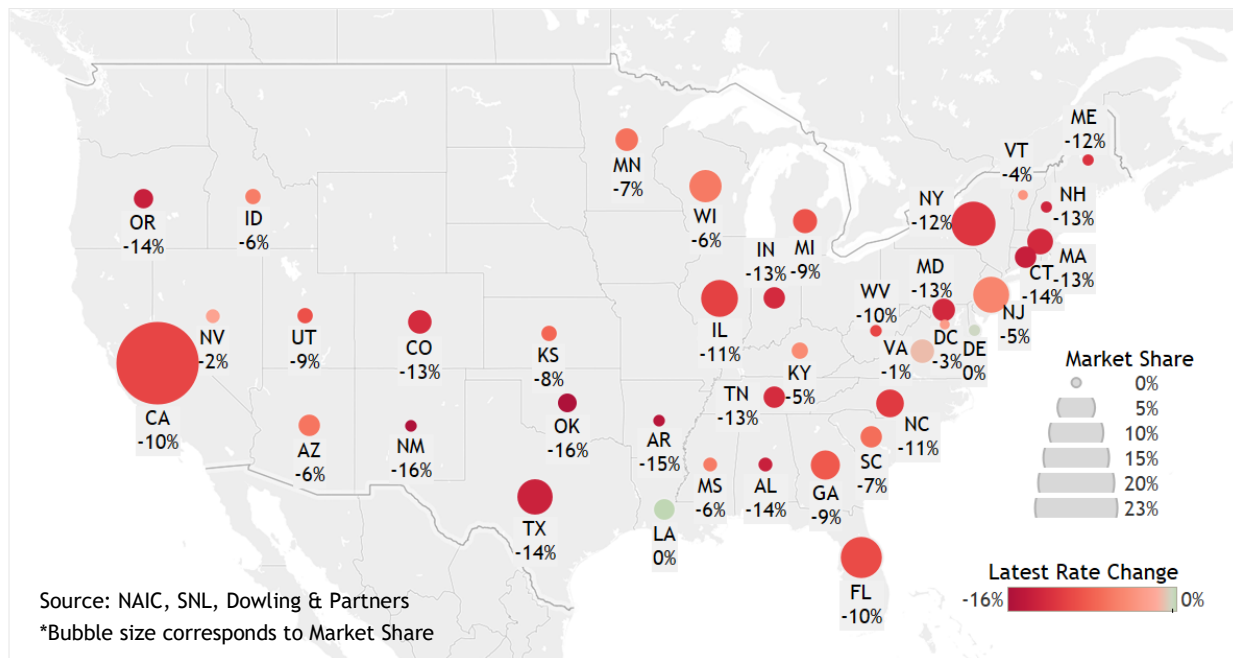 ME
-12%
VT
-4%
MN
-7%
WI
-6%
NY
-12%
NH
-13%
OR
-14%
ID
-6%
MI
-9%
IN
-13%
MA
-13%
CT
-14%
MD
-13%
WV
-10%
NJ
-5%
NV
-2%
UT
-9%
CO
-13%
KS
-8%
IL
-11%
KY
-5%
VA
-1%
DC
-3%
DE
0%
CA
-10%
AZ
-6%
NM
-16%
OK
-16%
AR
-15%
TN
-13%
NC
-11%
SC
-7%
MS
-6%
AL
-14%
GA
-9%
TX
-14%
LA
0%
FL
-10%
Market Share
0%
5%
10%
15%
20%
23%
Latest Rate Change
-16% 0%
Source: NAIC, SNL, Dowling & Partners
*Bubble size corresponds to Market Share